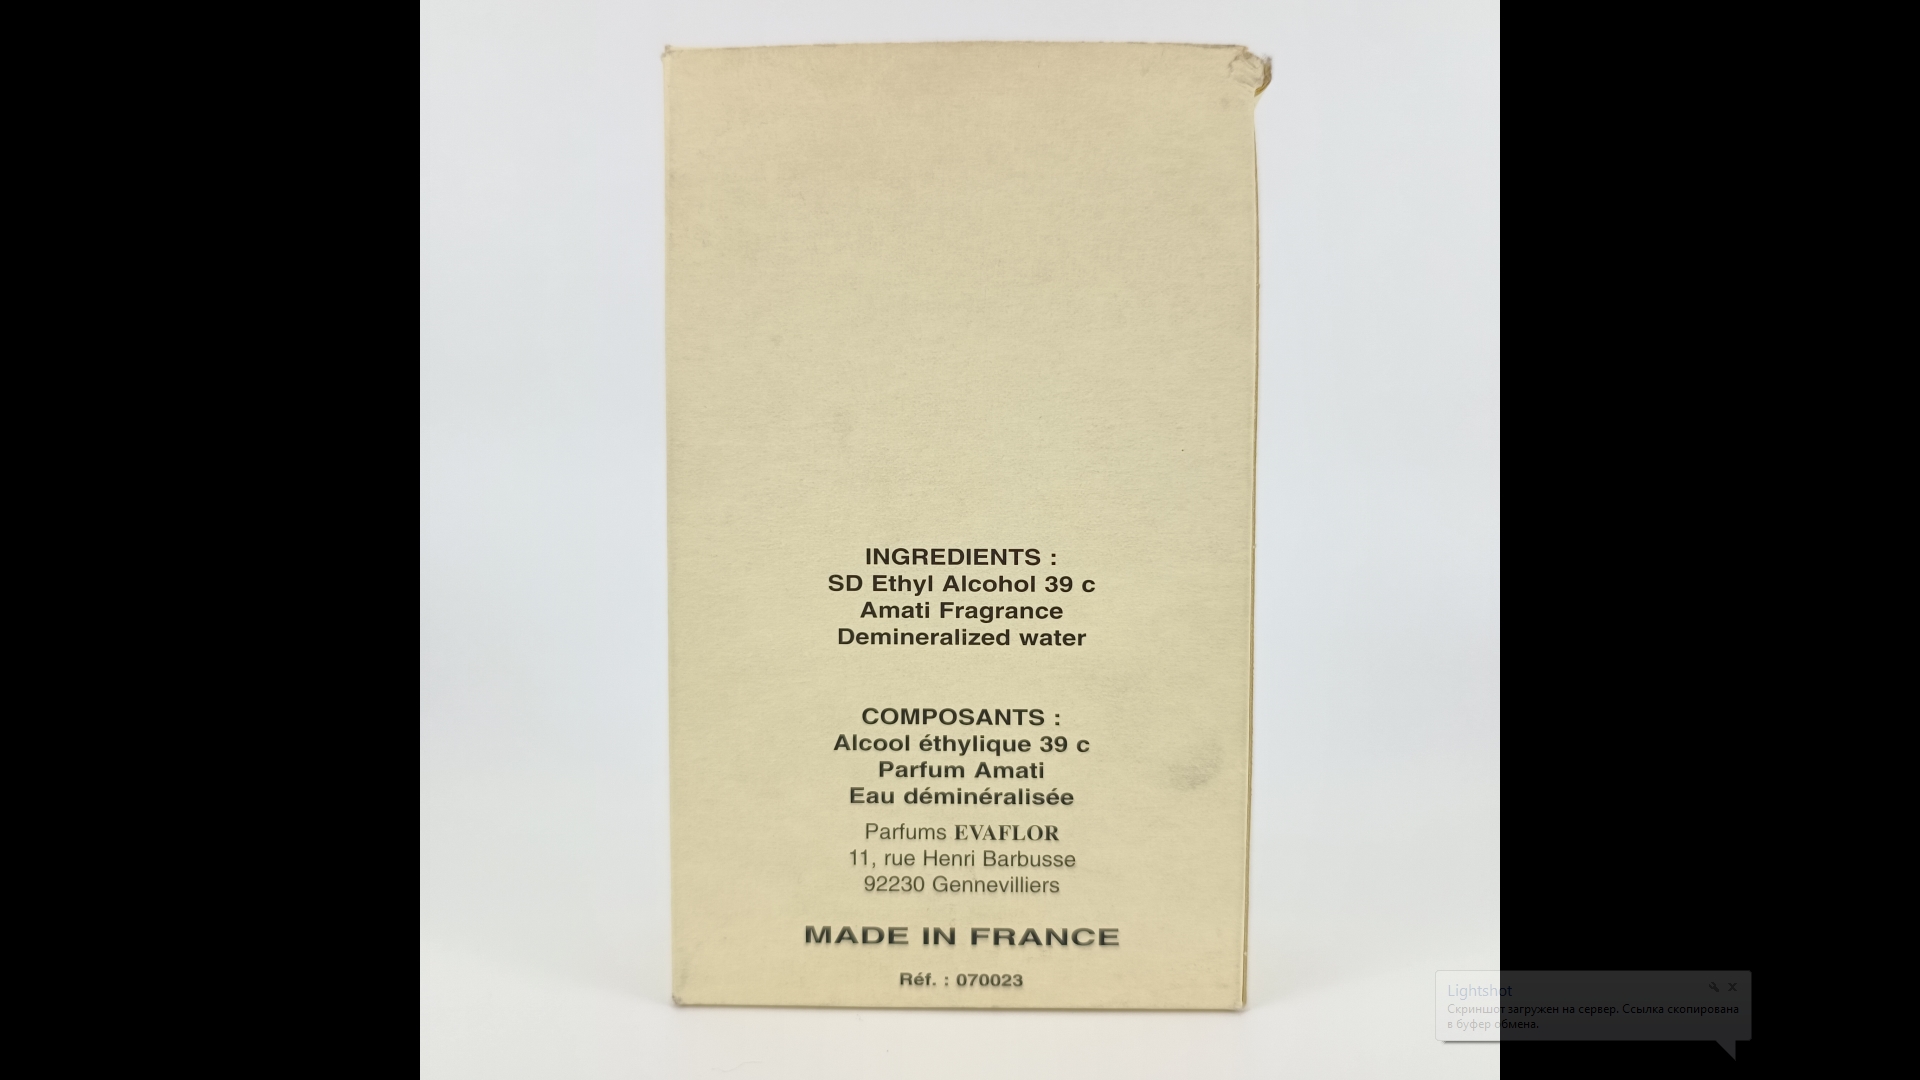 INGREDIENTS :
SD Ethyl Alcohol 39 c
Amati Fragrance
Demineralized water
COMPOSANTS :
Alcool éthylique 39 c
Parfum Amati
Eau déminéralisée
Parfums EVAFLOR
11, rue Henri Barbusse
92230 Gennevilliers
MADE IN FRANCE
Réf. : 070023
Lightshot
Скриншот загружен на сервер. Ссылка скопирована
в буфер обмена.